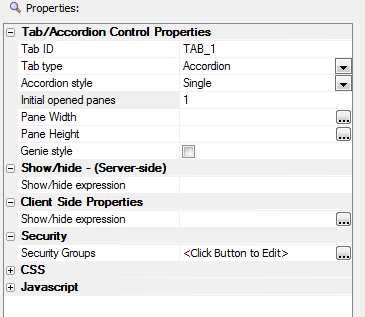 Properties:
Tab/Accordion Control Properties
Tab ID TAB_1
Tab type Accordion
Accordion style Single
Initial opened panes 1
Pane Width ...
Pane Height ...
Genie style
Show/hide - (Server-side)
Show/hide expression
Client Side Properties
Show/hide expression ...
Security
Security Groups <Click Button to Edit> ...
CSS
Javascript